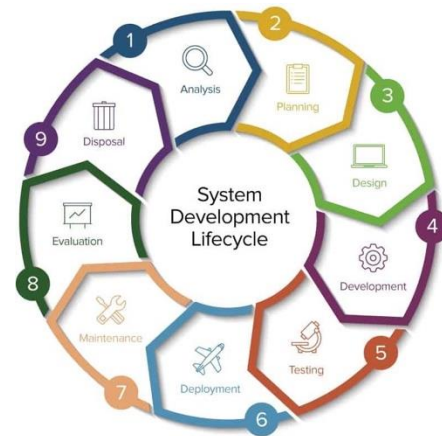 System
Development
Lifecycle
1
Analysis
2
Planning
3
Design
4
Development
5
Testing
6
Deployment
7
Maintenance
8
Evaluation
9
Disposal